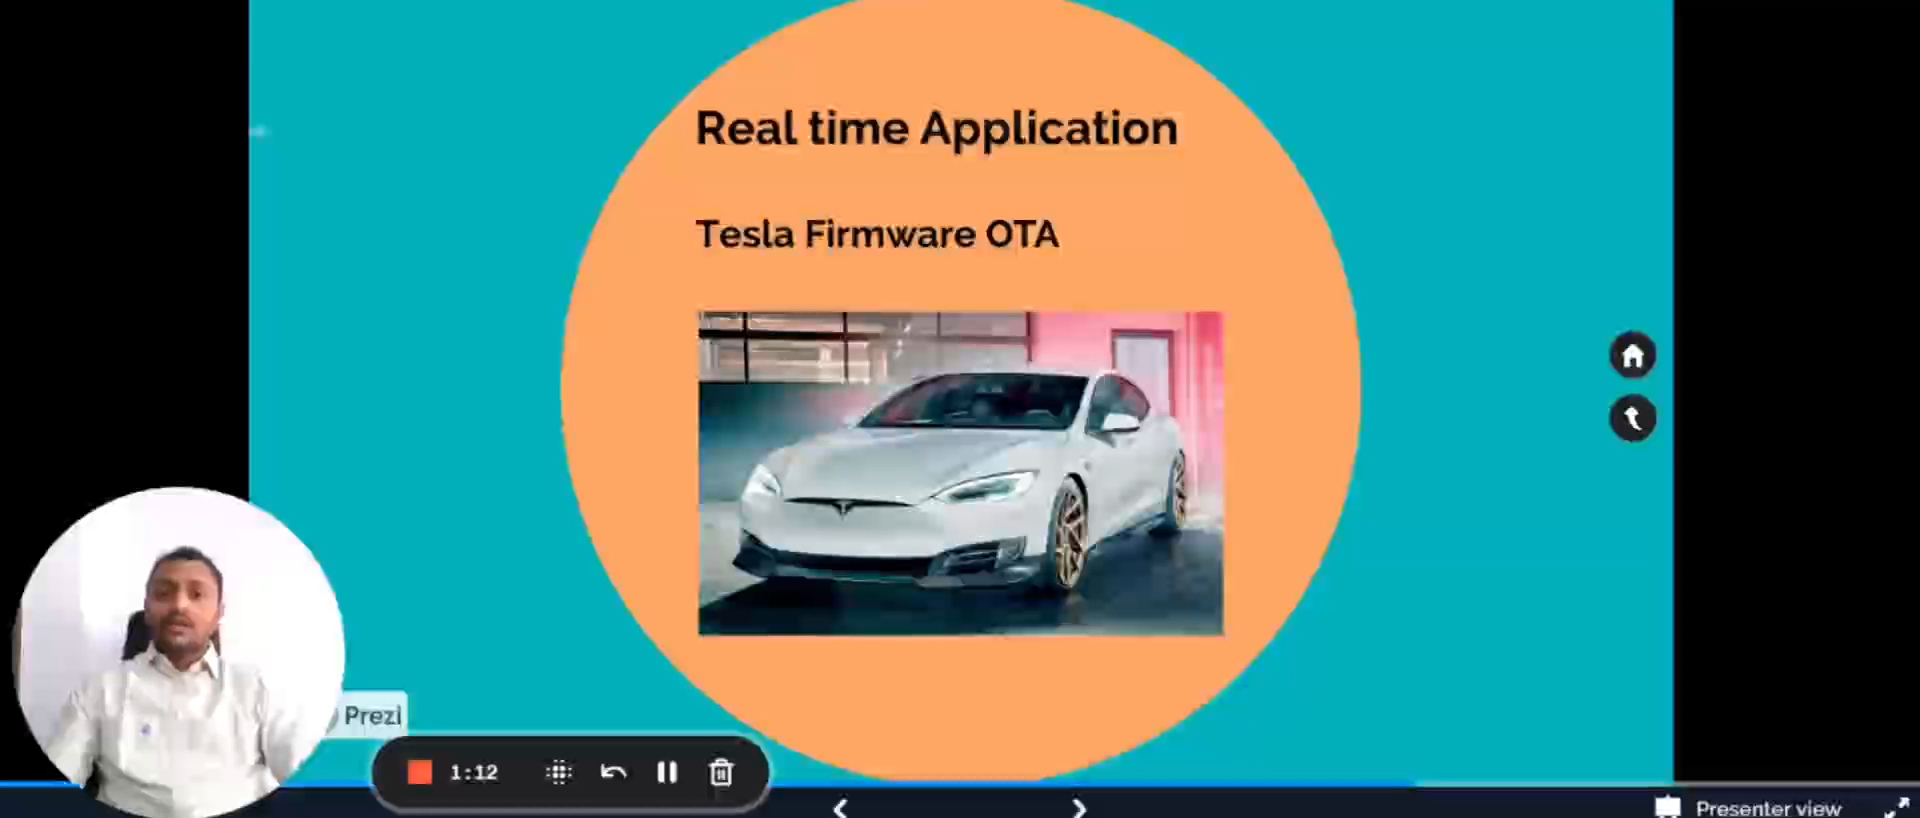 Real time Application
Tesla Firmware OTA
Prezi
1:12
Presenter view